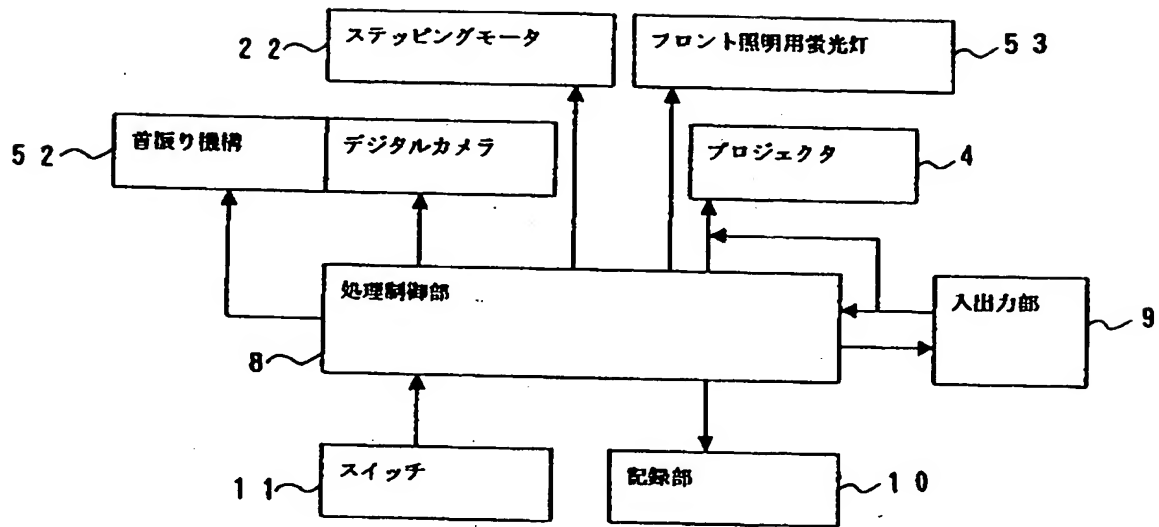 22 ステッピングモータ
フロント照明用蛍光灯 53
52 首振り機構 デジタルカメラ
プロジェクタ 4
処理制御部
入出力部 9
8
スイッチ
11
記録部 10